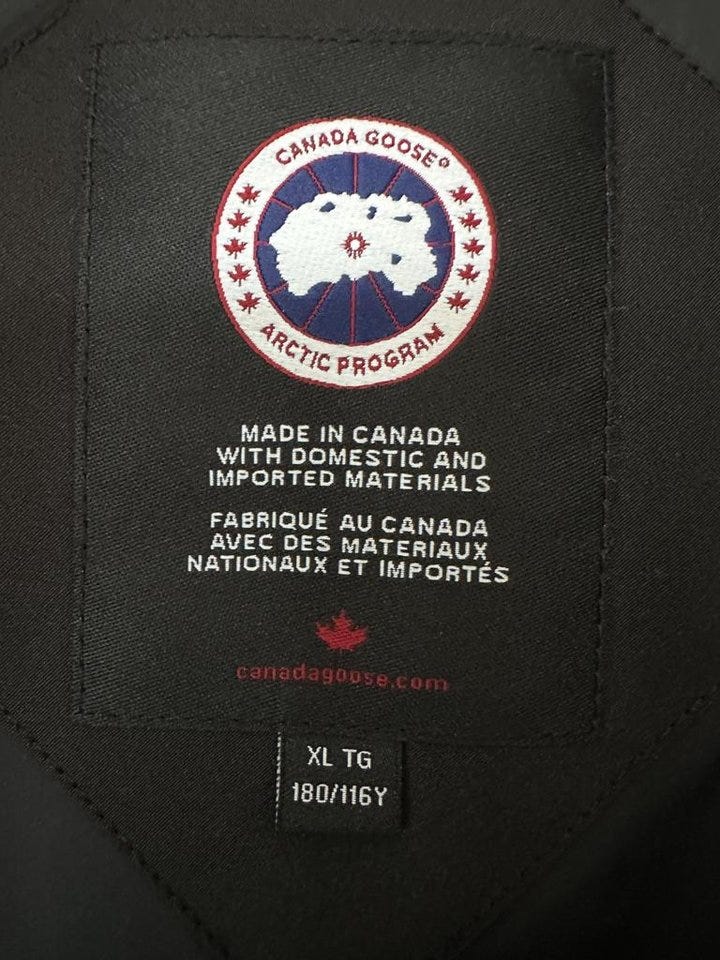 CANADA GOOSE®
ARCTIC PROGRAM
MADE IN CANADA
WITH DOMESTIC AND
IMPORTED MATERIALS
FABRIQUÉ AU CANADA
AVEC DES MATERIAUX
NATIONAUX ET IMPORTÉS
canadagoose.com
XL TG
180/116Y